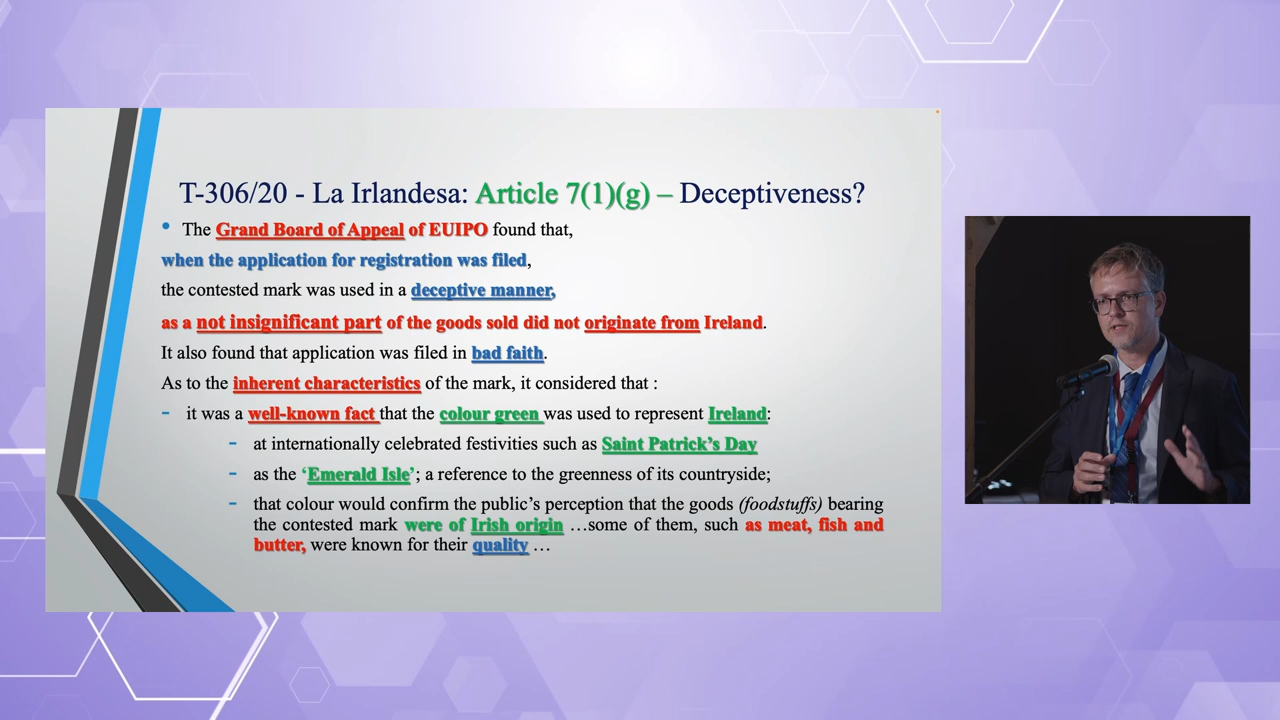 T-306/20 - La Irlandesa: Article 7(1)(g) – Deceptiveness?
• The Grand Board of Appeal of EUIPO found that,
when the application for registration was filed,
the contested mark was used in a deceptive manner,
as a not insignificant part of the goods sold did not originate from Ireland.
It also found that application was filed in bad faith.
As to the inherent characteristics of the mark, it considered that :
- it was a well-known fact that the colour green was used to represent Ireland:
- at internationally celebrated festivities such as Saint Patrick’s Day
- as the ‘Emerald Isle’; a reference to the greenness of its countryside;
- that colour would confirm the public’s perception that the goods (foodstuffs) bearing
the contested mark were of Irish origin …some of them, such as meat, fish and
butter, were known for their quality …